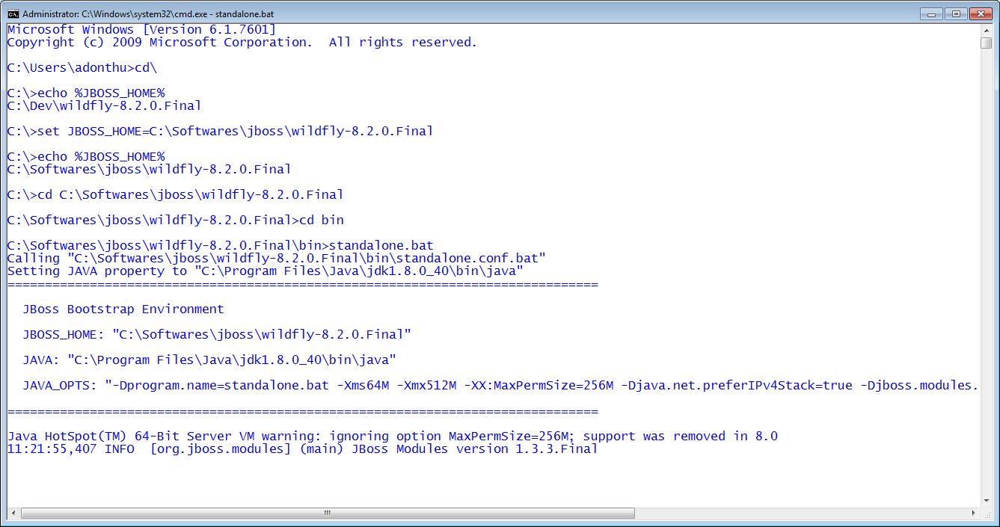 Administrator: C:\Windows\system32\cmd.exe - standalone.bat
Microsoft Windows [Version 6.1.7601]
Copyright (c) 2009 Microsoft Corporation.  All rights reserved.
C:\Users\adonthu>cd\
C:\>echo %JBOSS_HOME%
C:\Dev\wildfly-8.2.0.Final
C:\>set JBOSS_HOME=C:\Softwares\jboss\wildfly-8.2.0.Final
C:\>echo %JBOSS_HOME%
C:\Softwares\jboss\wildfly-8.2.0.Final
C:\>cd C:\Softwares\jboss\wildfly-8.2.0.Final
C:\Softwares\jboss\wildfly-8.2.0.Final>cd bin
C:\Softwares\jboss\wildfly-8.2.0.Final\bin>standalone.bat
Calling "C:\Softwares\jboss\wildfly-8.2.0.Final\bin\standalone.conf.bat"
Setting JAVA property to "C:\Program Files\Java\jdk1.8.0_40\bin\java"
===============================================================================
JBoss Bootstrap Environment
JBOSS_HOME: "C:\Softwares\jboss\wildfly-8.2.0.Final"
JAVA: "C:\Program Files\Java\jdk1.8.0_40\bin\java"
JAVA_OPTS: "-Dprogram.name=standalone.bat -Xms64M -Xmx512M -XX:MaxPermSize=256M -Djava.net.preferIPv4Stack=true -Djboss.modules.
===============================================================================
Java HotSpot(TM) 64-Bit Server VM warning: ignoring option MaxPermSize=256M; support was removed in 8.0
11:21:55,407 INFO  [org.jboss.modules] (main) JBoss Modules version 1.3.3.Final